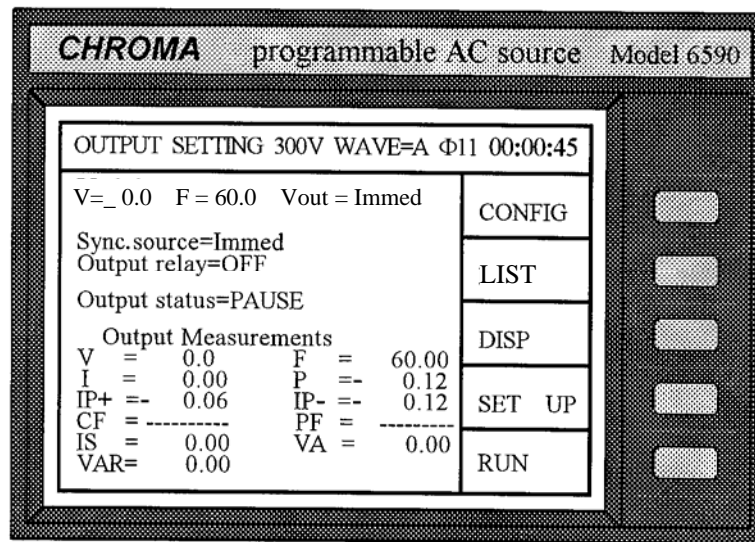 CHROMA programmable AC source Model 6590
OUTPUT SETTING 300V WAVE=A Φ11 00:00:45
V=_ 0.0 F = 60.0 Vout = Immed
Sync.source=Immed
Output relay=OFF
Output status=PAUSE
Output Measurements
V = 0.0 F = 60.00
I = 0.00 P =- 0.12
IP+ =- 0.06 IP- =- 0.12
CF = ---------- PF = ---------
IS = 0.00 VA = 0.00
VAR= 0.00
CONFIG
LIST
DISP
SET UP
RUN